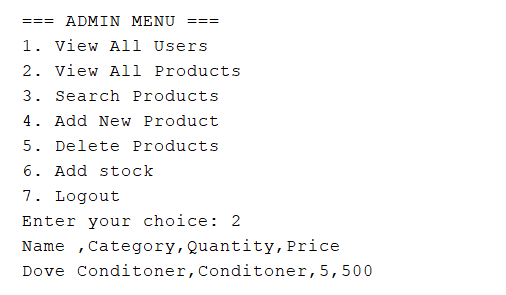 === ADMIN MENU ===
1. View All Users
2. View All Products
3. Search Products
4. Add New Product
5. Delete Products
6. Add stock
7. Logout
Enter your choice: 2
Name ,Category,Quantity,Price
Dove Conditoner,Conditoner,5,500